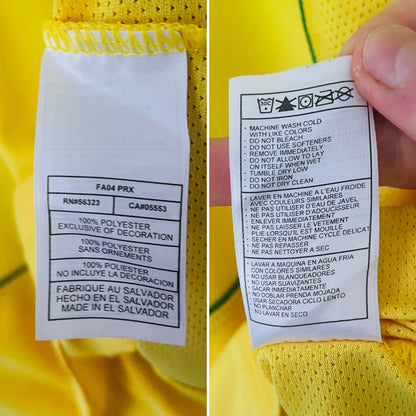 FA04 PRX
RN#56323 CA#05553
100% POLYESTER
EXCLUSIVE OF DECORATION
100% POLYESTER
SANS ORNEMENTS
100% POLYESTER
NO INCLUYE LA DECORACION
FABRIQUE AU SALVADOR
HECHO EN EL SALVADOR
MADE IN EL SALVADOR
30C
- MACHINE WASH COLD
WITH LIKE COLORS
- DO NOT BLEACH
- DO NOT USE SOFTENERS
- REMOVE IMMEDIATELY
- DO NOT ALLOW TO LAY
ON ITSELF WHEN WET
- TUMBLE DRY LOW
- DO NOT IRON
- DO NOT DRY CLEAN
- LAVER EN MACHINE A L'EAU FROIDE
AVEC COULEURS SIMILAIRES
- NE PAS UTILISER D'EAU DE JAVEL
- NE PAS UTILISER D'ADOUCISSEUR
- ENLEVER IMMEDIATEMENT
- NE PAS LAISSER LE VETEMENT
PLIE LORSQU'IL EST MOUILLE
- SECHER EN MACHINE CYCLE DELICAT
- NE PAS REPASSER
- NE PAS NETTOYER A SEC
- LAVAR A MAQUINA EN AGUA FRIA
CON COLORES SIMILARES
- NO USAR BLANQUEADORES
- NO USAR SUAVIZANTES
- SACAR INMEDIATAMENTE
- NO DOBLAR PRENDA MOJADA
- USAR SECADORA CICLO LENTO
- NO PLANCHAR
- NO LAVAR EN SECO